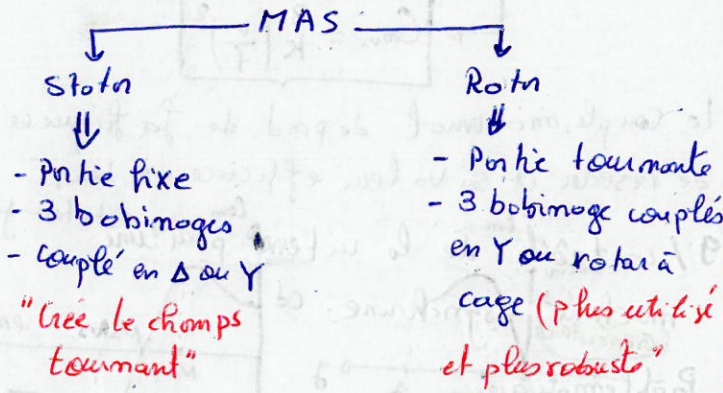 MAS
Stator
- Partie fixe
- 3 bobinages
- couplé en Δ ou Y
"Crée le champs
tournant"
Rotor
- Partie tournante
- 3 bobinage couplés
en Y ou rotor à
cage (plus utilisé
et plus robuste"